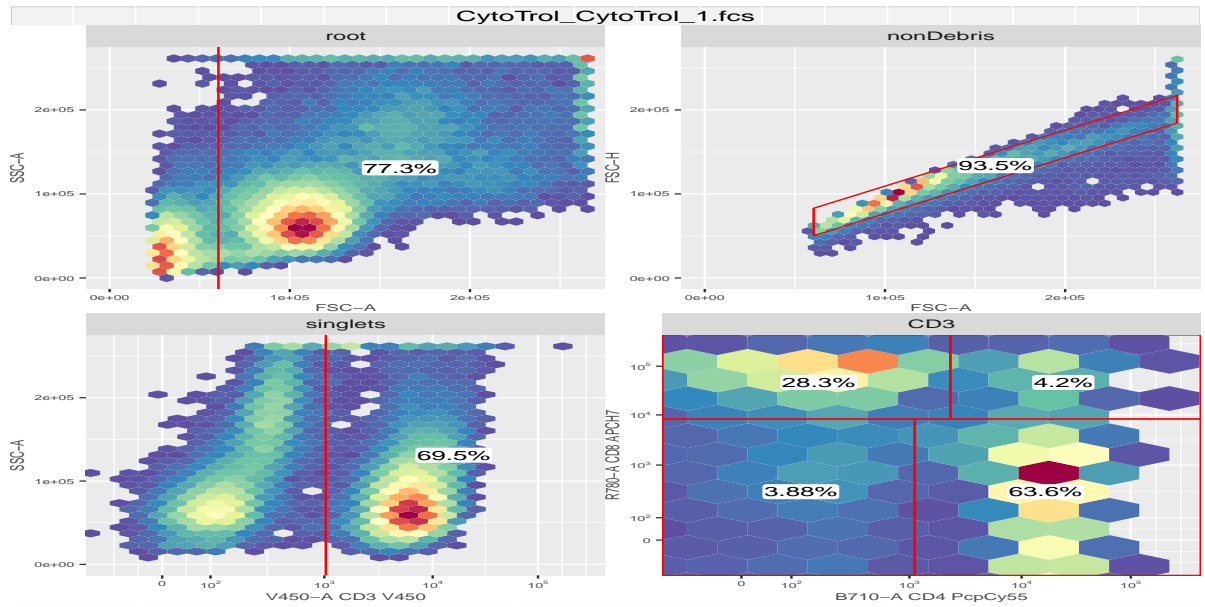 CytoTrol_CytoTrol_1.fcs
root
nonDebris
SSC−A
2e+05
1e+05
0e+00
77.3%
0e+00
1e+05
2e+05
FSC−A
FSC−H
2e+05
1e+05
0e+00
93.5%
0e+00
1e+05
2e+05
FSC−A
singlets
CD3
SSC−A
2e+05
1e+05
0e+00
69.5%
0
10²
10³
10⁴
10⁵
V450−A CD3 V450
R780−A CD8 APCH7
10⁵
10⁴
10³
10²
0
28.3%
4.2%
3.88%
63.6%
0
10²
10³
10⁴
10⁵
B710−A CD4 PcpCy55